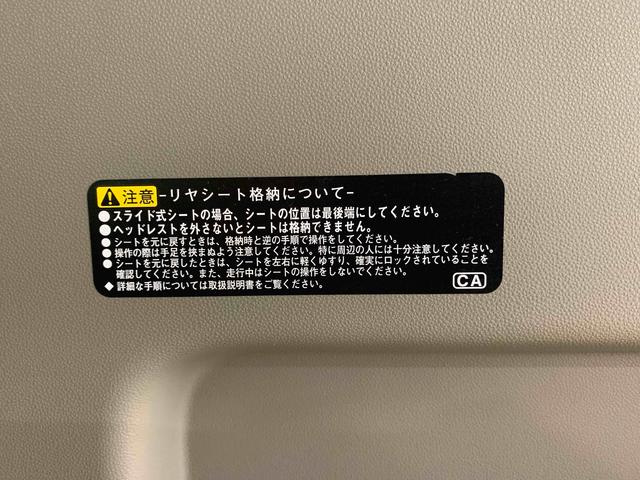 注意 -リヤシート格納について-
●スライド式シートの場合、シートの位置は最後端にしてください。
●ヘッドレストを外さないとシートは格納できません。
●シートを元に戻すときは、格納時と逆の手順で操作をしてください。
●操作の際は手足を挟まぬよう注意してください。特に周辺の人には十分注意してください。
●シートを元に戻したときは、シートを左右に軽くゆすり、確実にロックされていることを
確認してください。また、走行中はシートの操作をしないでください。
◆詳細な手順については取扱説明書をご覧ください。
CA